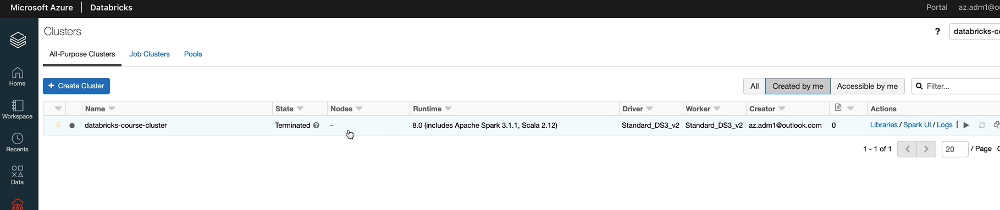 Microsoft Azure | Databricks Portal az.adm1@o
Clusters ? databricks-c
All-Purpose Clusters Job Clusters Pools
Home
+ Create Cluster All Created by me Accessible by me Filter...
Workspace
Name State Nodes Runtime Driver Worker Creator Actions
databricks-course-cluster Terminated ? - 8.0 (includes Apache Spark 3.1.1, Scala 2.12) Standard_DS3_v2 Standard_DS3_v2 az.adm1@outlook.com 0 Libraries / Spark UI / Logs |
Recents
1 - 1 of 1 < > 20 / Page
Data